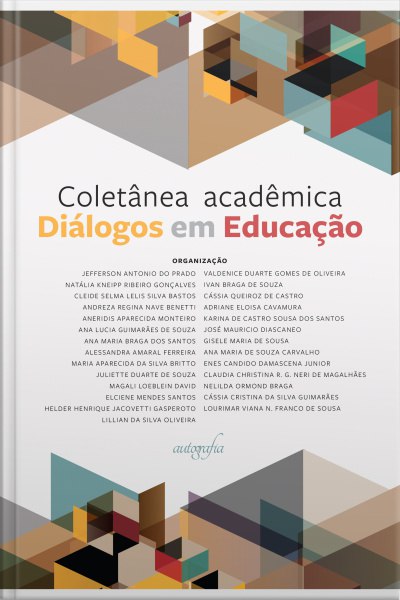 Coletânea acadêmica
Diálogos em Educação
ORGANIZAÇÃO
JEFFERSON ANTONIO DO PRADO
NATÁLIA KNEIPP RIBEIRO GONÇALVES
CLEIDE SELMA LELIS SILVA BASTOS
ANDREZA REGINA NAVE BENETTI
ANERIDIS APARECIDA MONTEIRO
ANA LUCIA GUIMARÃES DE SOUZA
ANA MARIA BRAGA DOS SANTOS
ALESSANDRA AMARAL FERREIRA
MARIA APARECIDA DA SILVA BRITTO
JULIETTE DUARTE DE SOUZA
MAGALI LOEBLEIN DAVID
ELCIENE MENDES SANTOS
HELDER HENRIQUE JACOVETTI GASPEROTO
LILLIAN DA SILVA OLIVEIRA
VALDENICE DUARTE GOMES DE OLIVEIRA
IVAN BRAGA DE SOUZA
CÁSSIA QUEIROZ DE CASTRO
ADRIANE ELOISA CAVAMURA
KARINA DE CASTRO SOUSA DOS SANTOS
JOSÉ MAURICIO DIASCANEO
GISELE MARIA DE SOUSA
ANA MARIA DE SOUZA CARVALHO
ENES CANDIDO DAMASCENA JUNIOR
CLAUDIA CHRISTINA R. G. NERI DE MAGALHÃES
NELILDA ORMOND BRAGA
CÁSSIA CRISTINA DA SILVA GUIMARÃES
LOURIMAR VIANA N. FRANCO DE SOUSA
autografia